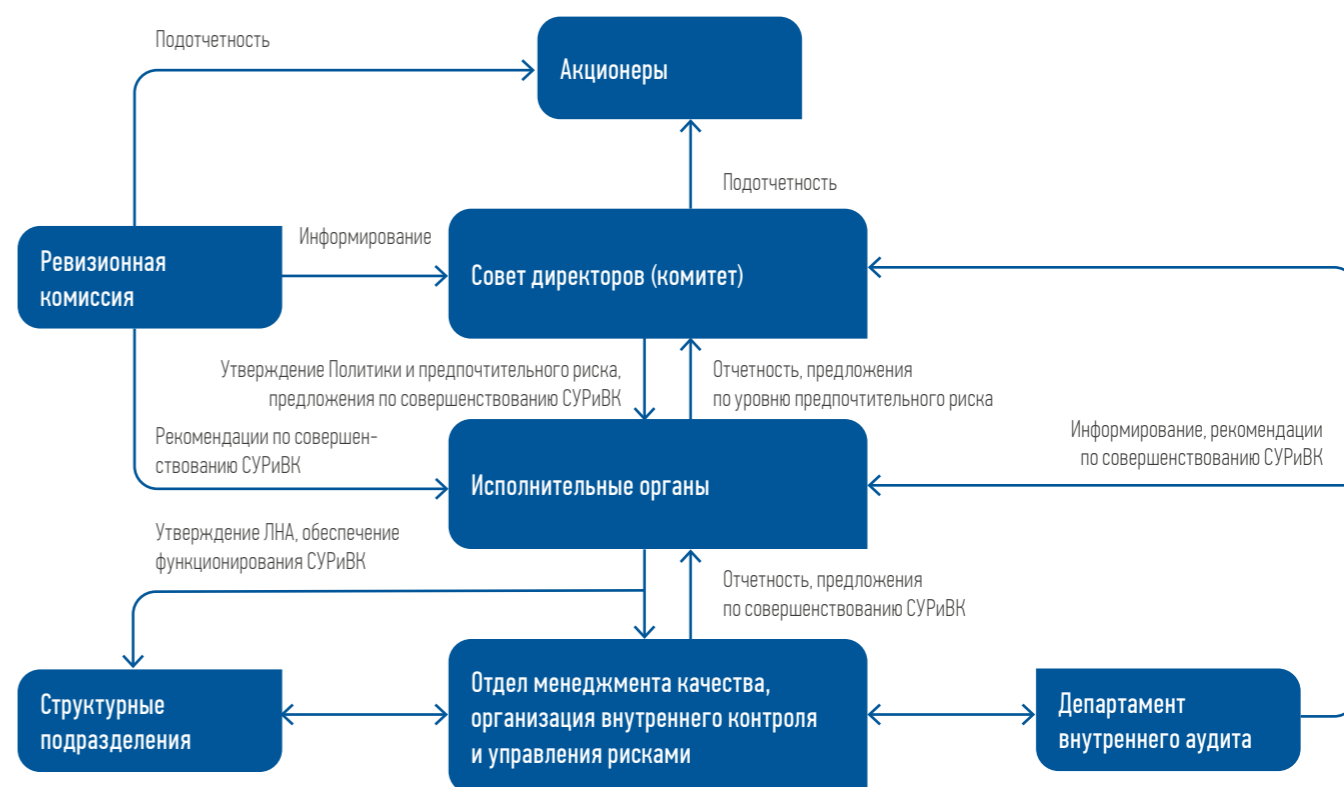 Подотчетность
Акционеры
Подотчетность
Ревизионная
комиссия
Информирование
Совет директоров (комитет)
Утверждение Политики и предпочтительного риска,
предложения по совершенствованию СУРиВК
Отчетность, предложения
по уровню предпочтительного риска
Рекомендации по совершен-
ствованию СУРиВК
Информирование, рекомендации
по совершенствованию СУРиВК
Исполнительные органы
Утверждение ЛНА, обеспечение
функционирования СУРиВК
Отчетность, предложения
по совершенствованию СУРиВК
Структурные
подразделения
Отдел менеджмента качества,
организация внутреннего контроля
и управления рисками
Департамент
внутреннего аудита